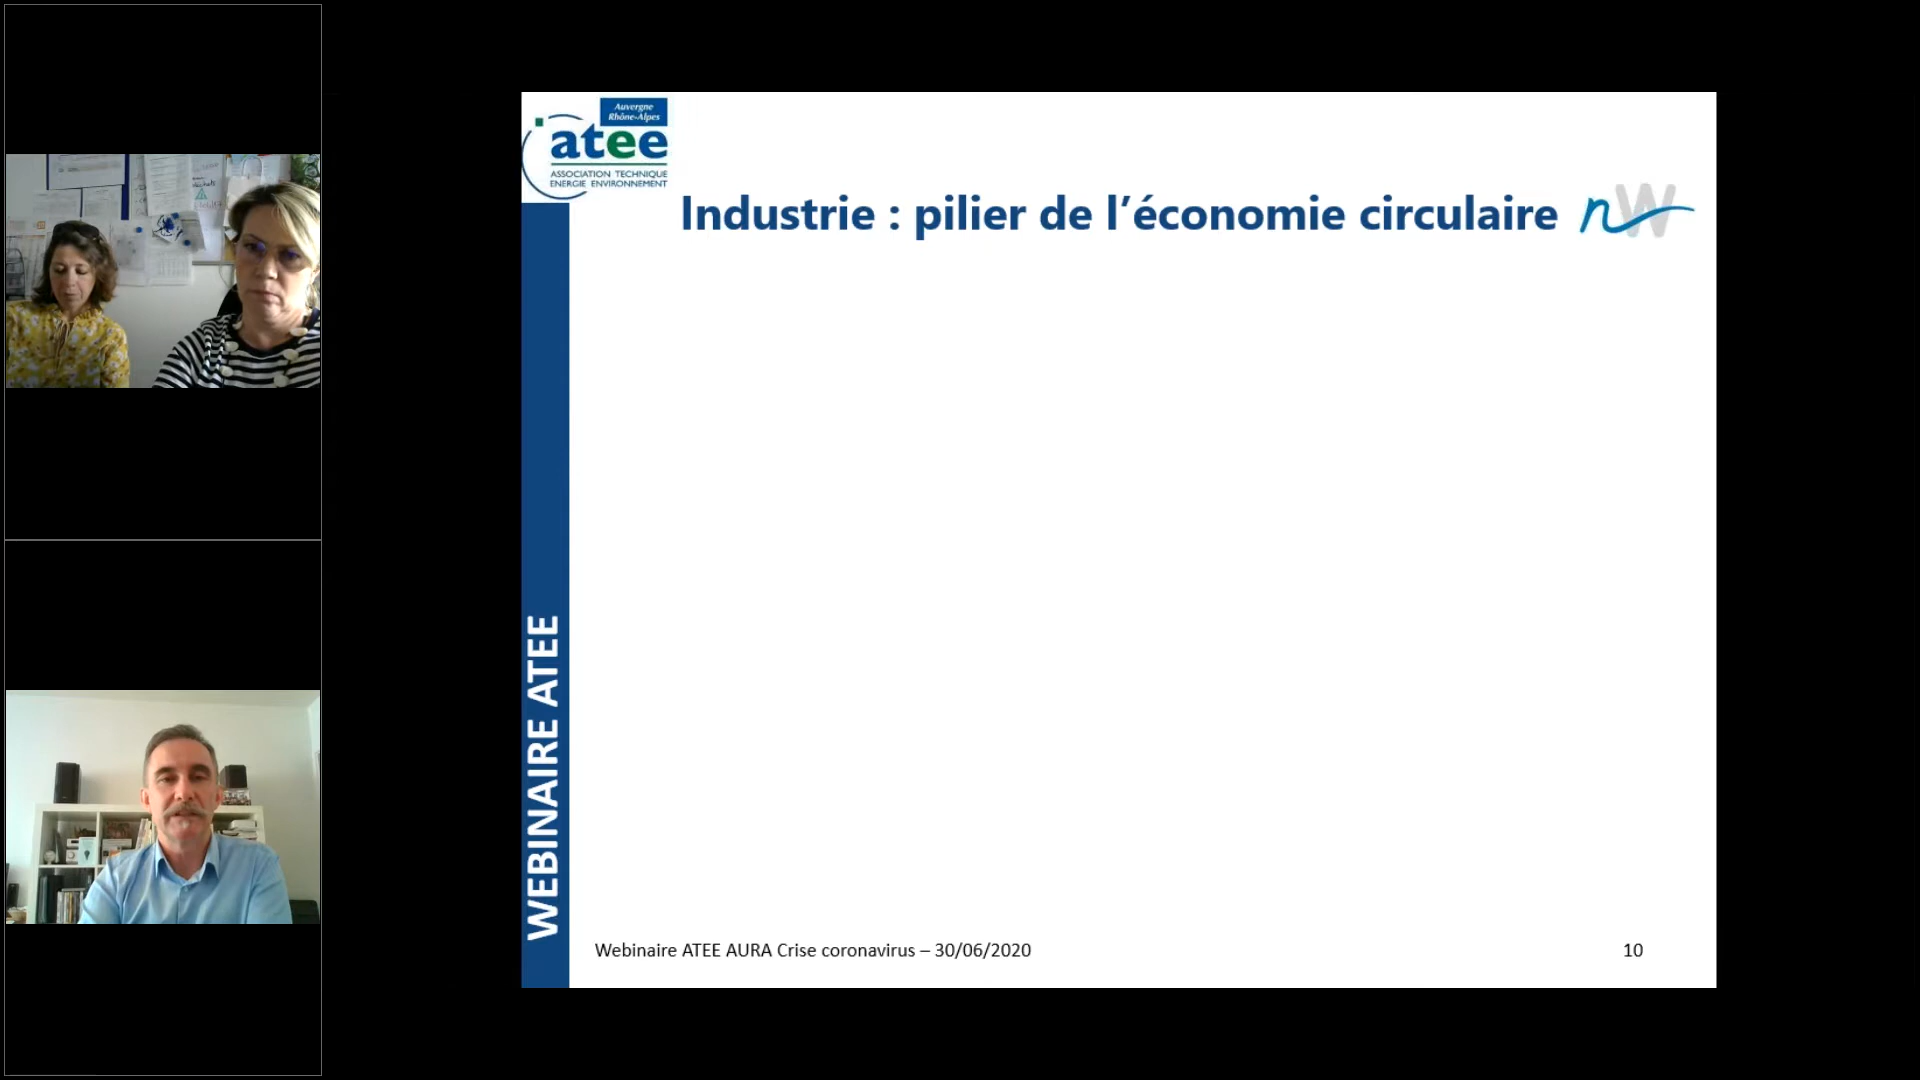 Auvergne
Rhône-Alpes
atee
ASSOCIATION TECHNIQUE
ENERGIE ENVIRONNEMENT
Industrie : pilier de l’économie circulaire
nW
WEBINAIRE ATEE
Webinaire ATEE AURA Crise coronavirus – 30/06/2020
10